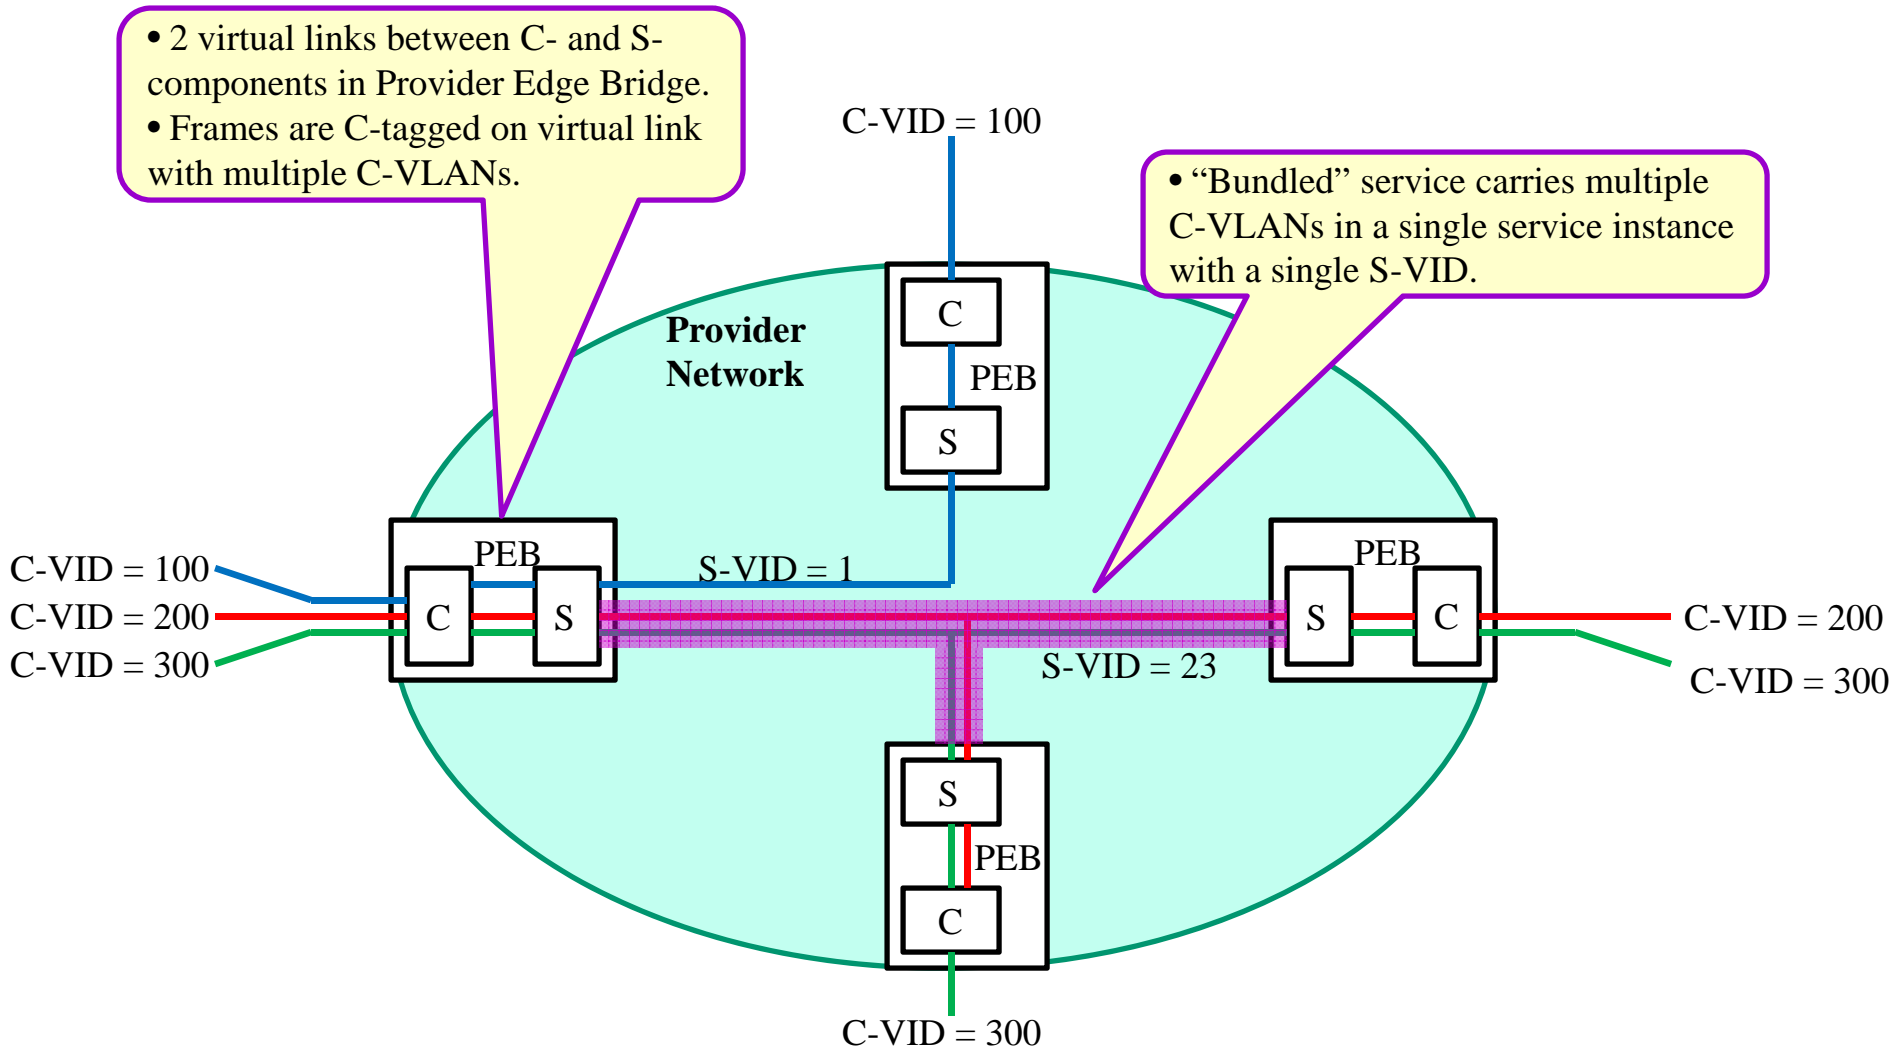 • 2 virtual links between C- and S-
components in Provider Edge Bridge.
• Frames are C-tagged on virtual link
with multiple C-VLANs.
C-VID = 100
• “Bundled” service carries multiple
C-VLANs in a single service instance
with a single S-VID.
Provider
Network
C
PEB
S
C-VID = 100
C-VID = 200
C-VID = 300
PEB
C
S
S-VID = 1
S-VID = 23
PEB
S
C
C-VID = 200
C-VID = 300
S
PEB
C
C-VID = 300